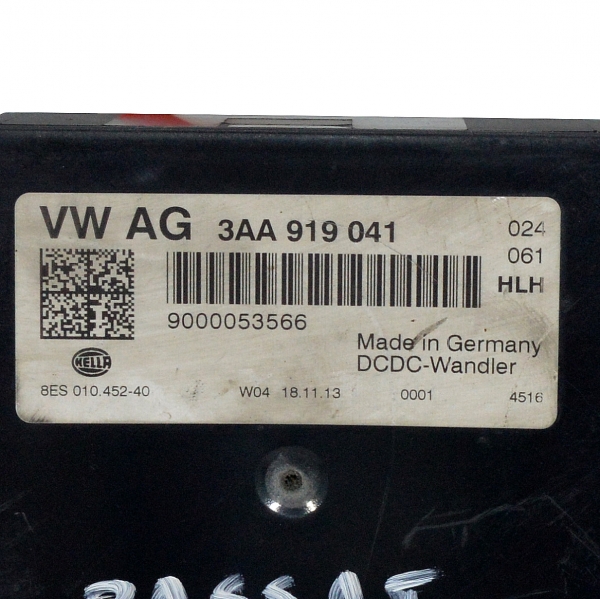 VW AG 3AA 919 041 024
061
HLH
9000053566
Made in Germany
DCDC-Wandler
HELLA
8ES 010.452-40 W04 18.11.13 0001 4516